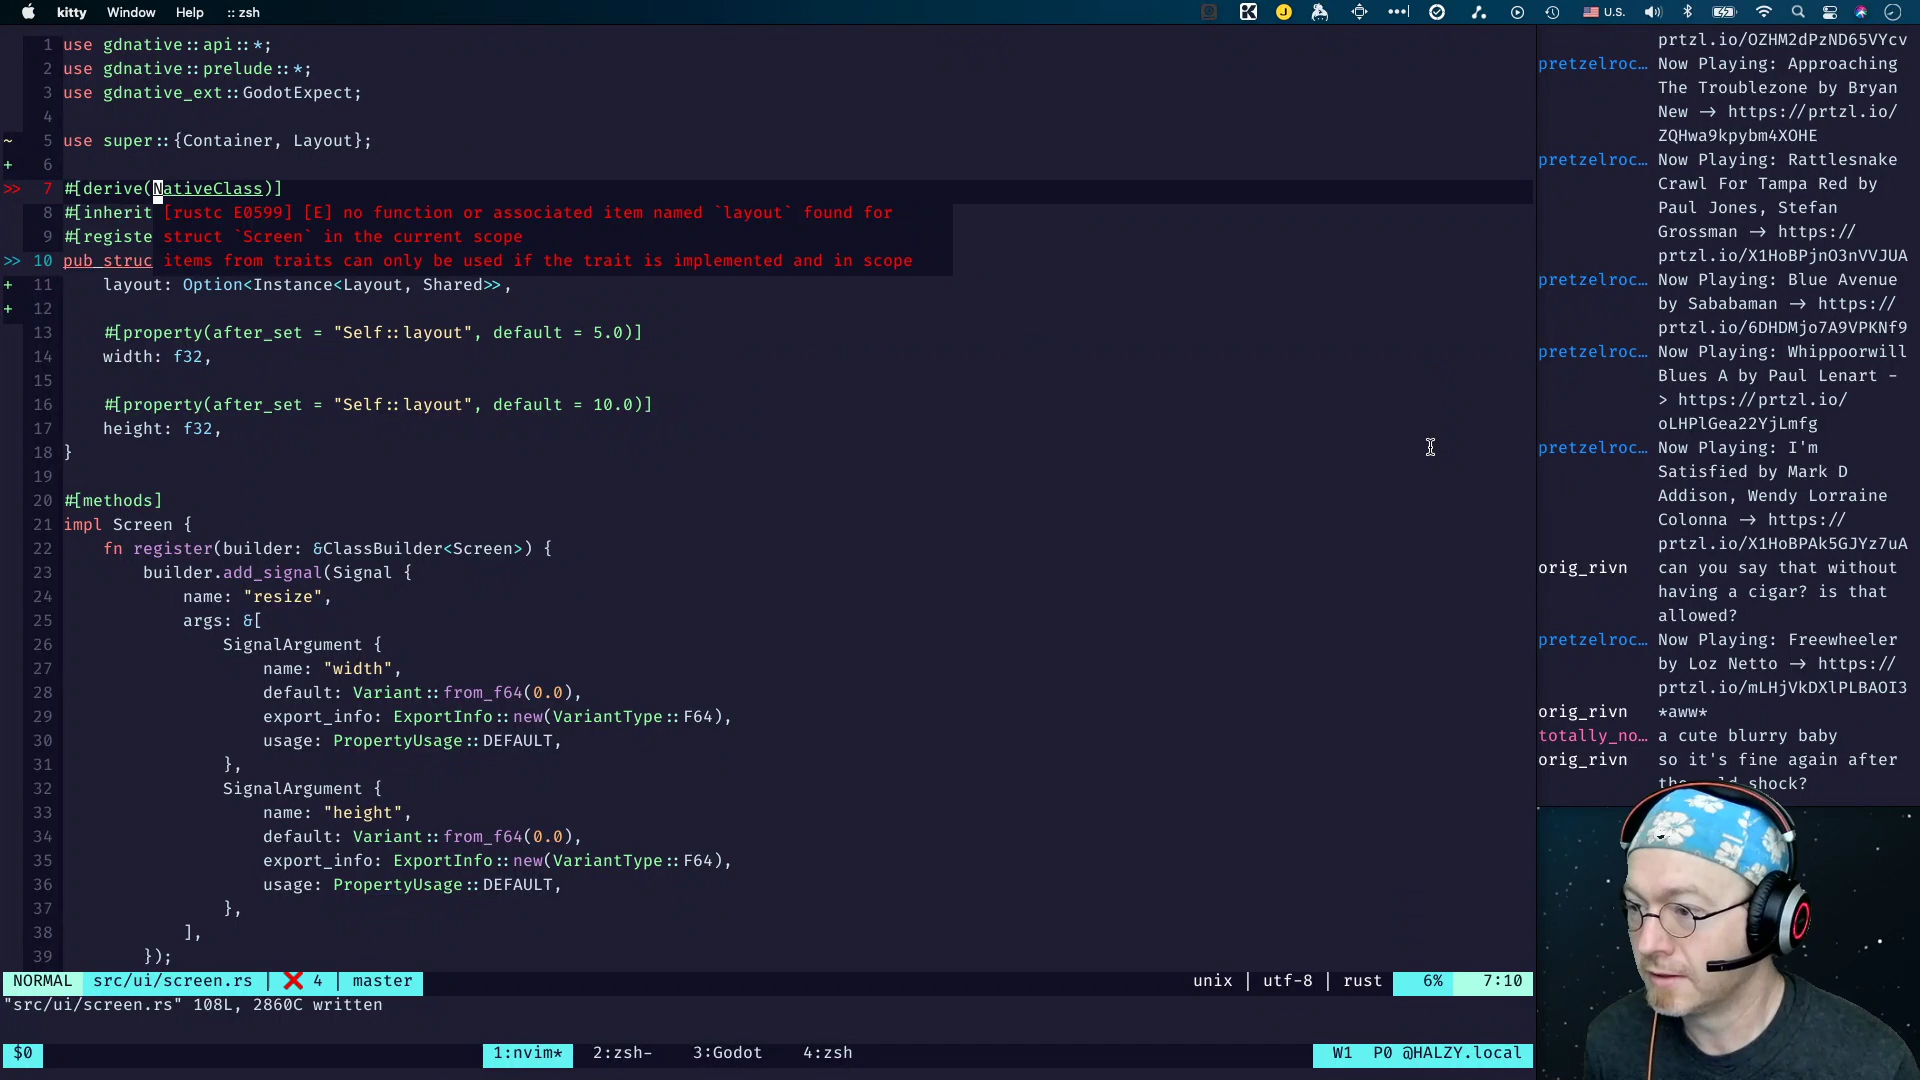 kitty Window Help :: zsh U.S.
1 use gdnative::api::*;
2 use gdnative::prelude::*;
3 use gdnative_ext::GodotExpect;
4
~ 5 use super::{Container, Layout};
+ 6
>> 7 #[derive(NativeClass)]
8 #[inherit [rustc E0599] [E] no function or associated item named `layout` found for
9 #[registe struct `Screen` in the current scope
>> 10 pub struc items from traits can only be used if the trait is implemented and in scope
+ 11 layout: Option<Instance<Layout, Shared>>,
+ 12
13 #[property(after_set = "Self::layout", default = 5.0)]
14 width: f32,
15
16 #[property(after_set = "Self::layout", default = 10.0)]
17 height: f32,
18 }
19
20 #[methods]
21 impl Screen {
22 fn register(builder: &ClassBuilder<Screen>) {
23 builder.add_signal(Signal {
24 name: "resize",
25 args: &[
26 SignalArgument {
27 name: "width",
28 default: Variant::from_f64(0.0),
29 export_info: ExportInfo::new(VariantType::F64),
30 usage: PropertyUsage::DEFAULT,
31 },
32 SignalArgument {
33 name: "height",
34 default: Variant::from_f64(0.0),
35 export_info: ExportInfo::new(VariantType::F64),
36 usage: PropertyUsage::DEFAULT,
37 },
38 ],
39 });
NORMAL src/ui/screen.rs | ❌ 4 | master unix | utf-8 | rust 6% 7:10
"src/ui/screen.rs" 108L, 2860C written
$0 1:nvim* 2:zsh- 3:Godot 4:zsh W1 P0 @HALZY.local
prtzl.io/OZHM2dPzND65VYcv
pretzelroc… Now Playing: Approaching
The Troublezone by Bryan
New -> https://prtzl.io/
ZQHwa9kpybm4XOHE
pretzelroc… Now Playing: Rattlesnake
Crawl For Tampa Red by
Paul Jones, Stefan
Grossman -> https://
prtzl.io/X1HoBPjnO3nVVJUA
pretzelroc… Now Playing: Blue Avenue
by Sababaman -> https://
prtzl.io/6DHDMjo7A9VPKNf9
pretzelroc… Now Playing: Whippoorwill
Blues A by Paul Lenart -
> https://prtzl.io/
oLHPlGea22YjLmfg
pretzelroc… Now Playing: I'm
Satisfied by Mark D
Addison, Wendy Lorraine
Colonna -> https://
prtzl.io/X1HoBPAk5GJYz7uA
orig_rivn can you say that without
having a cigar? is that
allowed?
pretzelroc… Now Playing: Freewheeler
by Loz Netto -> https://
prtzl.io/mLHjVkDXlPLBAOI3
orig_rivn *aww*
totally_no… a cute blurry baby
orig_rivn so it's fine again after
shock?